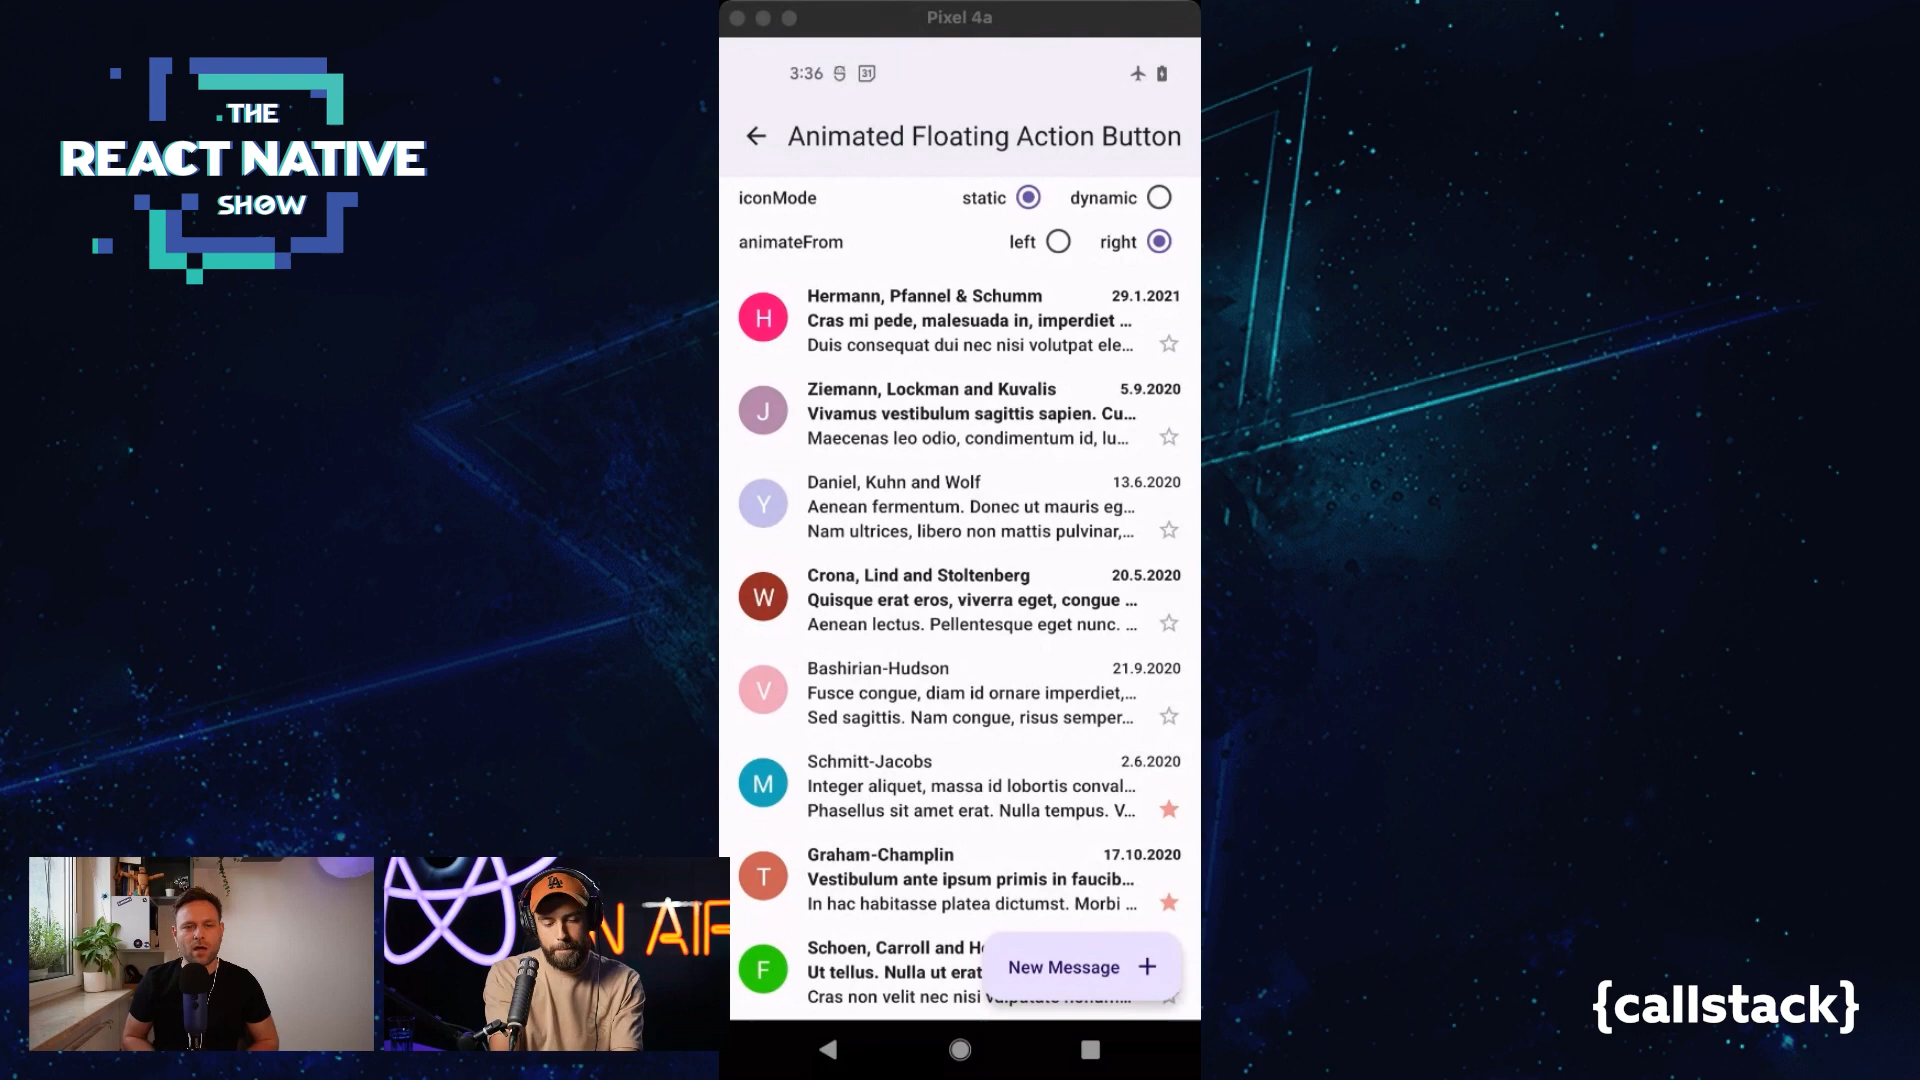 THE
REACT NATIVE
SHOW
Pixel 4a
3:36 31
Animated Floating Action Button
iconMode static dynamic
animateFrom left right
H
Hermann, Pfannel & Schumm 29.1.2021
Cras mi pede, malesuada in, imperdiet ...
Duis consequat dui nec nisi volutpat ele...
J
Ziemann, Lockman and Kuvalis 5.9.2020
Vivamus vestibulum sagittis sapien. Cu...
Maecenas leo odio, condimentum id, lu...
Y
Daniel, Kuhn and Wolf 13.6.2020
Aenean fermentum. Donec ut mauris eg...
Nam ultrices, libero non mattis pulvinar,...
W
Crona, Lind and Stoltenberg 20.5.2020
Quisque erat eros, viverra eget, congue ...
Aenean lectus. Pellentesque eget nunc. ...
V
Bashirian-Hudson 21.9.2020
Fusce congue, diam id ornare imperdiet,...
Sed sagittis. Nam congue, risus semper...
M
Schmitt-Jacobs 2.6.2020
Integer aliquet, massa id lobortis conval...
Phasellus sit amet erat. Nulla tempus. V...
T
Graham-Champlin 17.10.2020
Vestibulum ante ipsum primis in faucib...
In hac habitasse platea dictumst. Morbi ...
F
Schoen, Carroll and
Ut tellus. Nulla ut erat
Cras non velit nec nisi
New Message +
LA
N AIR
{callstack}